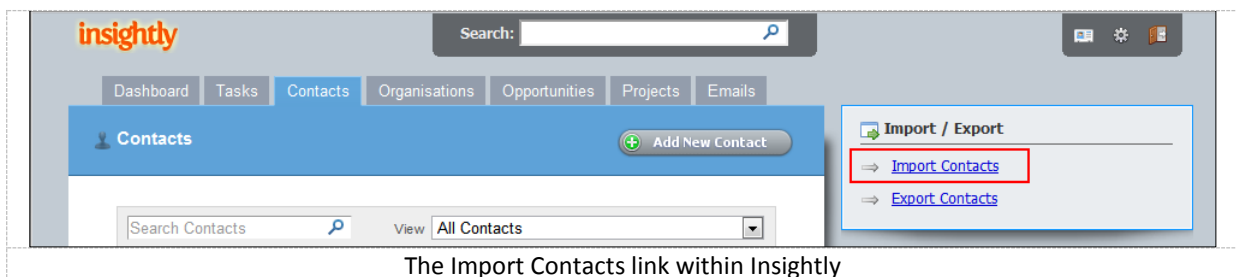 insightly
Search:
Dashboard Tasks Contacts Organisations Opportunities Projects Emails
Contacts
Add New Contact
Import / Export
Import Contacts
Export Contacts
Search Contacts View All Contacts
The Import Contacts link within Insightly